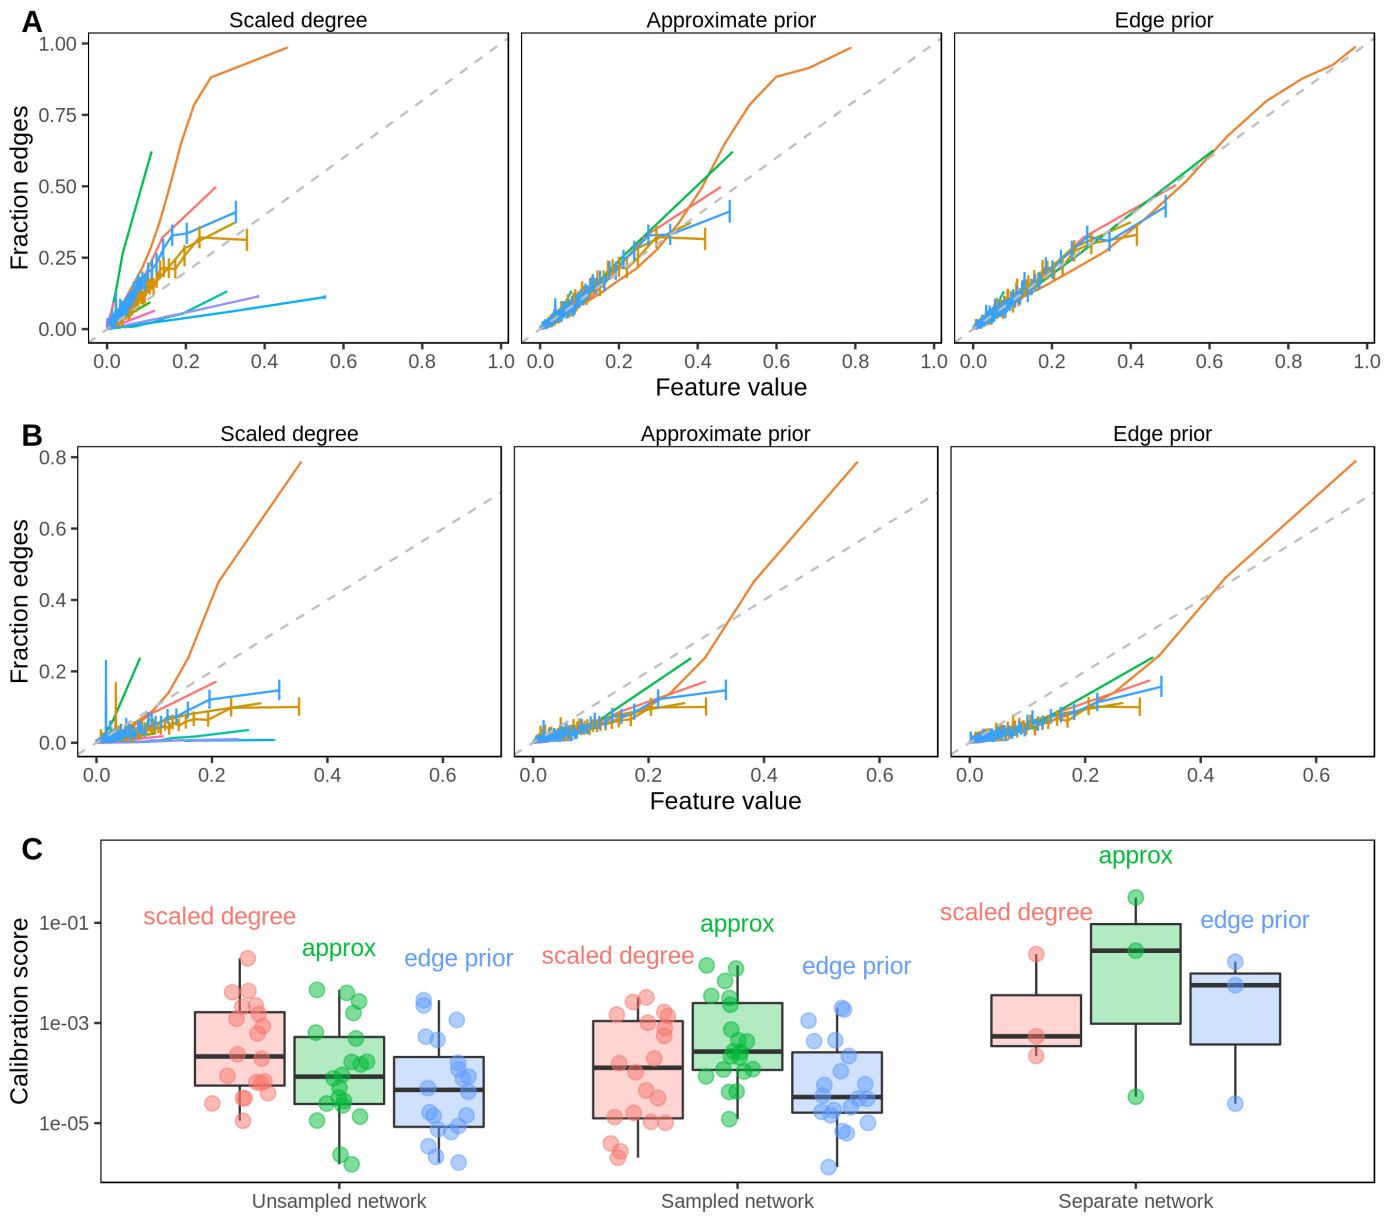 A
Scaled degree
Approximate prior
Edge prior
Fraction edges
1.00
0.75
0.50
0.25
0.00
0.0 0.2 0.4 0.6 0.8 1.0
0.0 0.2 0.4 0.6 0.8 1.0
0.0 0.2 0.4 0.6 0.8 1.0
Feature value
B
Scaled degree
Approximate prior
Edge prior
Fraction edges
0.8
0.6
0.4
0.2
0.0
0.0 0.2 0.4 0.6
0.0 0.2 0.4 0.6
0.0 0.2 0.4 0.6
Feature value
C
Calibration score
1e-01
1e-03
1e-05
scaled degree
approx
edge prior
scaled degree
approx
edge prior
scaled degree
approx
edge prior
Unsampled network
Sampled network
Separate network